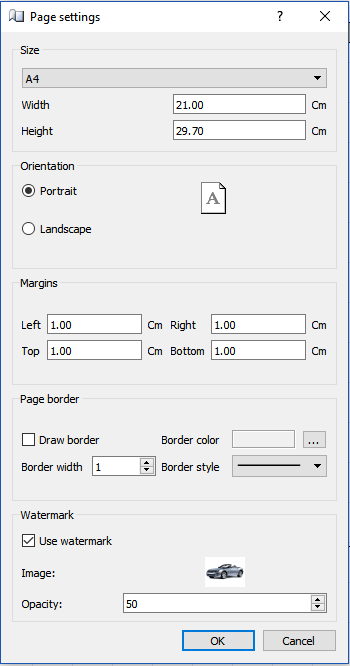 Page settings
?
Size
A4
Width 21.00 Cm
Height 29.70 Cm
Orientation
Portrait
A
Landscape
Margins
Left 1.00 Cm Right 1.00 Cm
Top 1.00 Cm Bottom 1.00 Cm
Page border
Draw border Border color ...
Border width 1 Border style
Watermark
Use watermark
Image:
Opacity: 50
OK Cancel